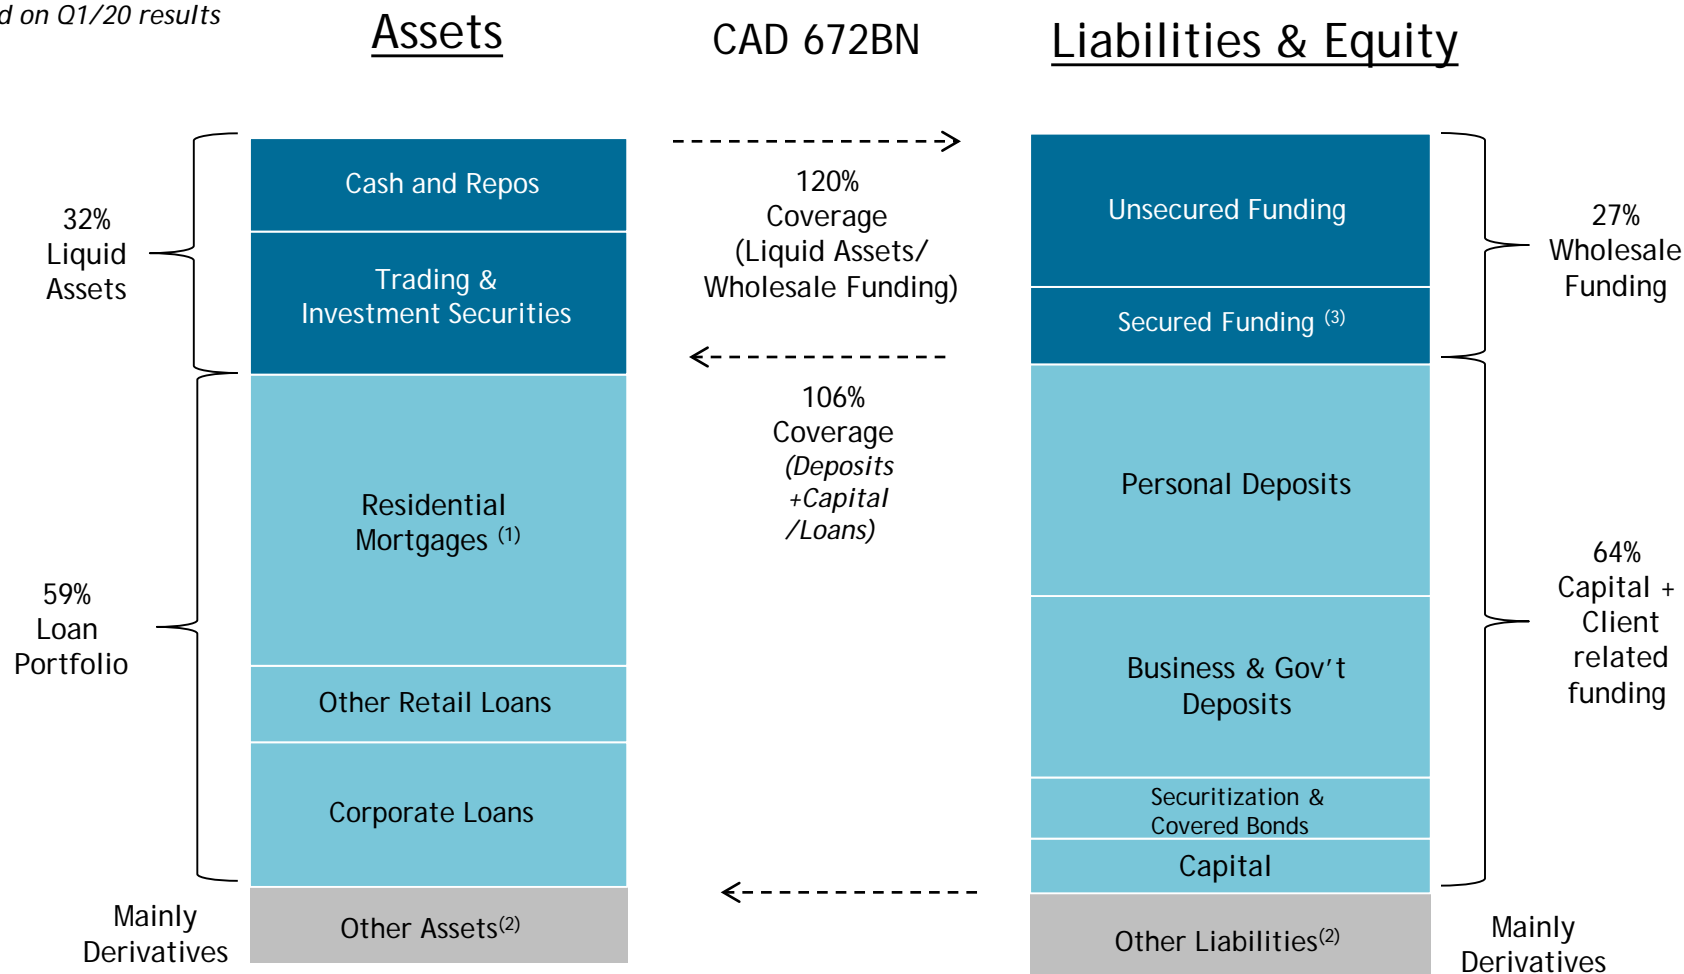 d on Q1/20 results
Assets
CAD 672BN
Liabilities & Equity
32%
Liquid
Assets
Cash and Repos
Trading &
Investment Securities
120%
Coverage
(Liquid Assets/
Wholesale Funding)
Unsecured Funding
Secured Funding (3)
27%
Wholesale
Funding
59%
Loan
Portfolio
Residential
Mortgages (1)
Other Retail Loans
Corporate Loans
106%
Coverage
(Deposits
+Capital
/Loans)
Personal Deposits
Business & Gov't
Deposits
Securitization &
Covered Bonds
Capital
64%
Capital +
Client
related
funding
Mainly
Derivatives
Other Assets(2)
Other Liabilities(2)
Mainly
Derivatives